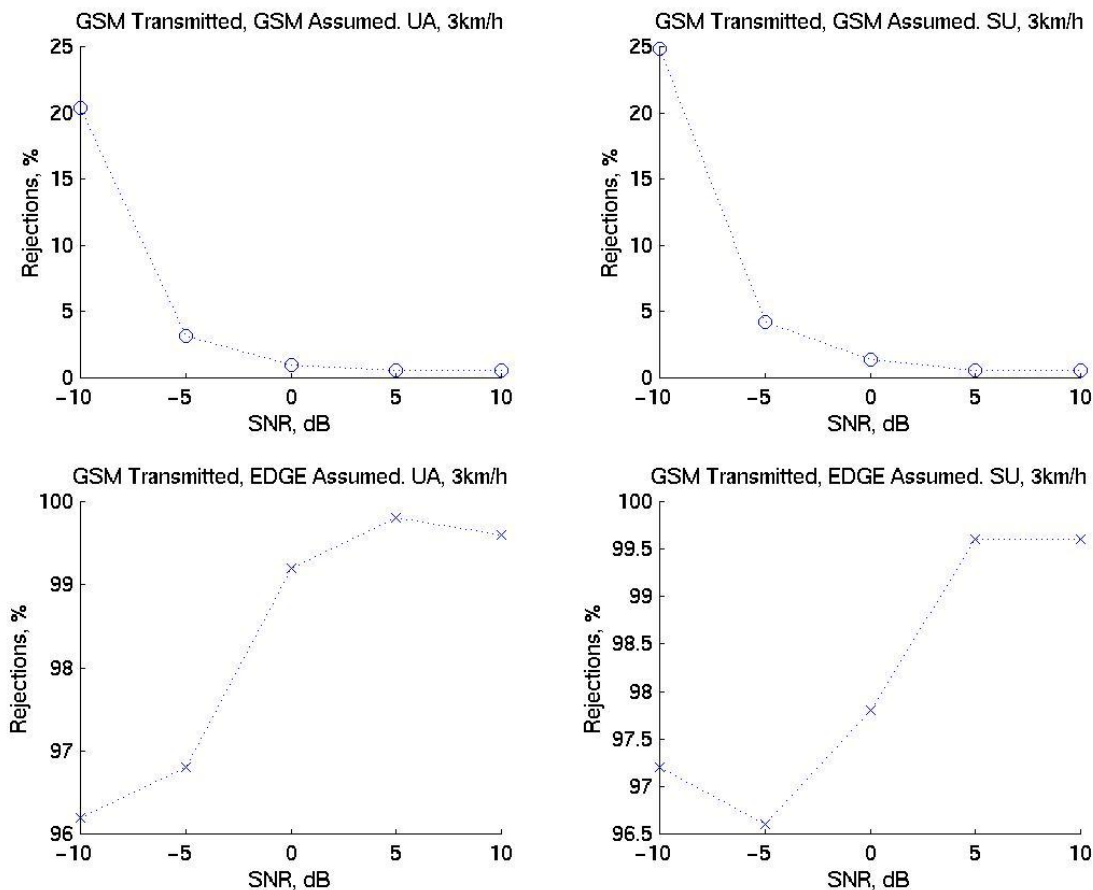 GSM Transmitted, GSM Assumed. UA, 3km/h
25
20
15
10
5
0
Rejections, %
−10 −5 0 5 10
SNR, dB
GSM Transmitted, GSM Assumed. SU, 3km/h
25
20
15
10
5
0
Rejections, %
−10 −5 0 5 10
SNR, dB
GSM Transmitted, EDGE Assumed. UA, 3km/h
100
99
98
97
96
Rejections, %
−10 −5 0 5 10
SNR, dB
GSM Transmitted, EDGE Assumed. SU, 3km/h
100
99.5
99
98.5
98
97.5
97
96.5
Rejections, %
−10 −5 0 5 10
SNR, dB